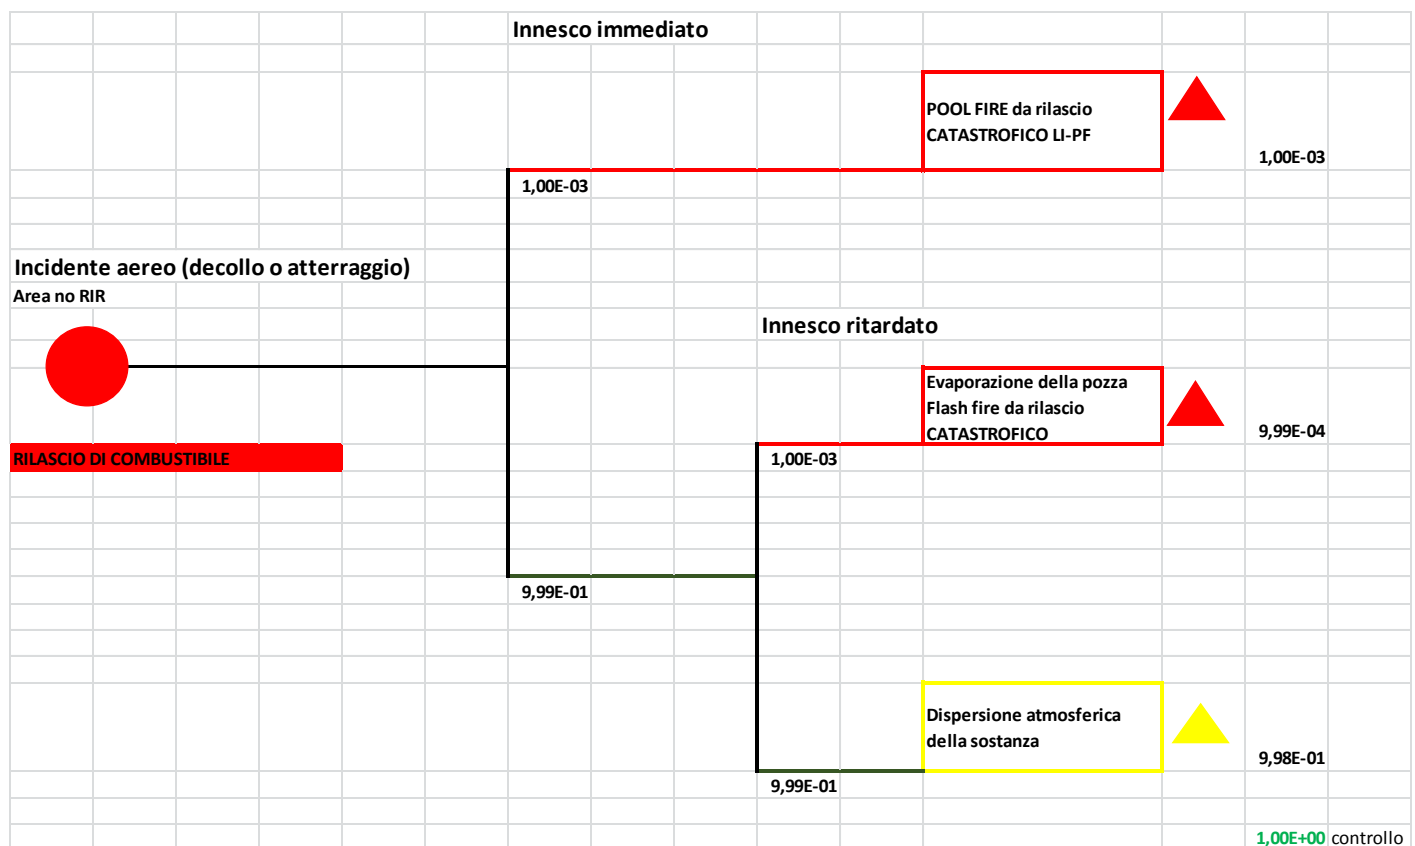 Innesco immediato
POOL FIRE da rilascio
CATASTROFICO LI-PF
1,00E-03
1,00E-03
Incidente aereo (decollo o atterraggio)
Area no RIR
Innesco ritardato
Evaporazione della pozza
Flash fire da rilascio
CATASTROFICO
9,99E-04
RILASCIO DI COMBUSTIBILE
1,00E-03
9,99E-01
Dispersione atmosferica
della sostanza
9,98E-01
9,99E-01
1,00E+00 controllo